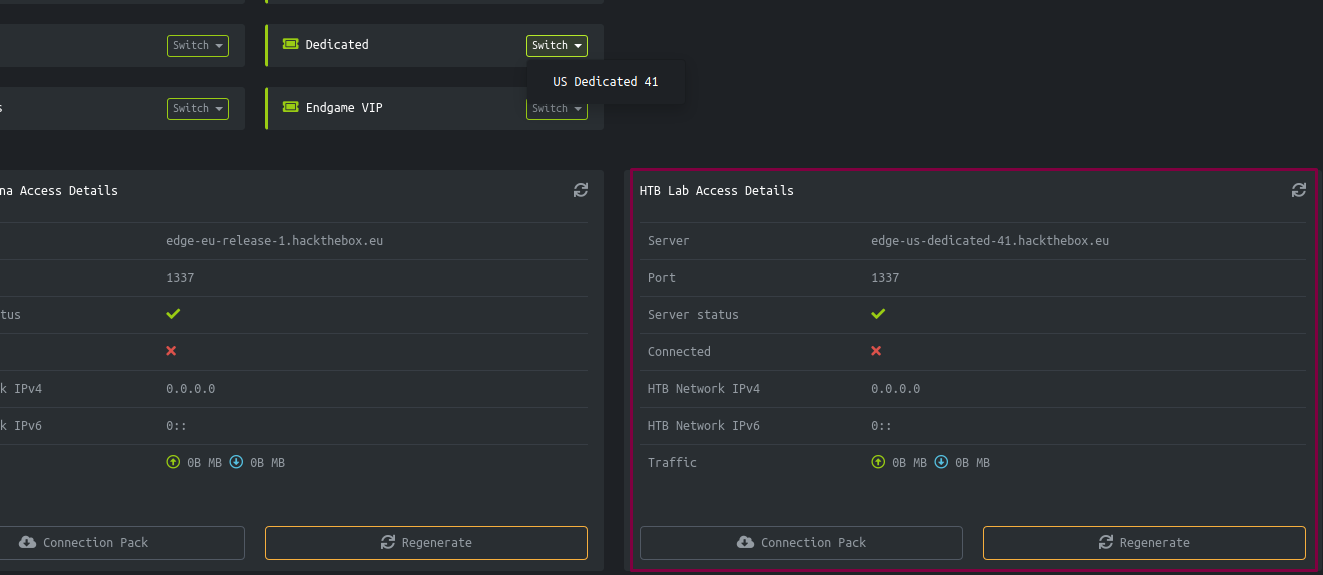 Switch
Dedicated
Switch
US Dedicated 41
s
Switch
Endgame VIP
Switch
na Access Details
edge-eu-release-1.hackthebox.eu
1337
tus
k IPv4
0.0.0.0
k IPv6
0::
0B MB 0B MB
Connection Pack
Regenerate
HTB Lab Access Details
Server
edge-us-dedicated-41.hackthebox.eu
Port
1337
Server status
Connected
HTB Network IPv4
0.0.0.0
HTB Network IPv6
0::
Traffic
0B MB 0B MB
Connection Pack
Regenerate